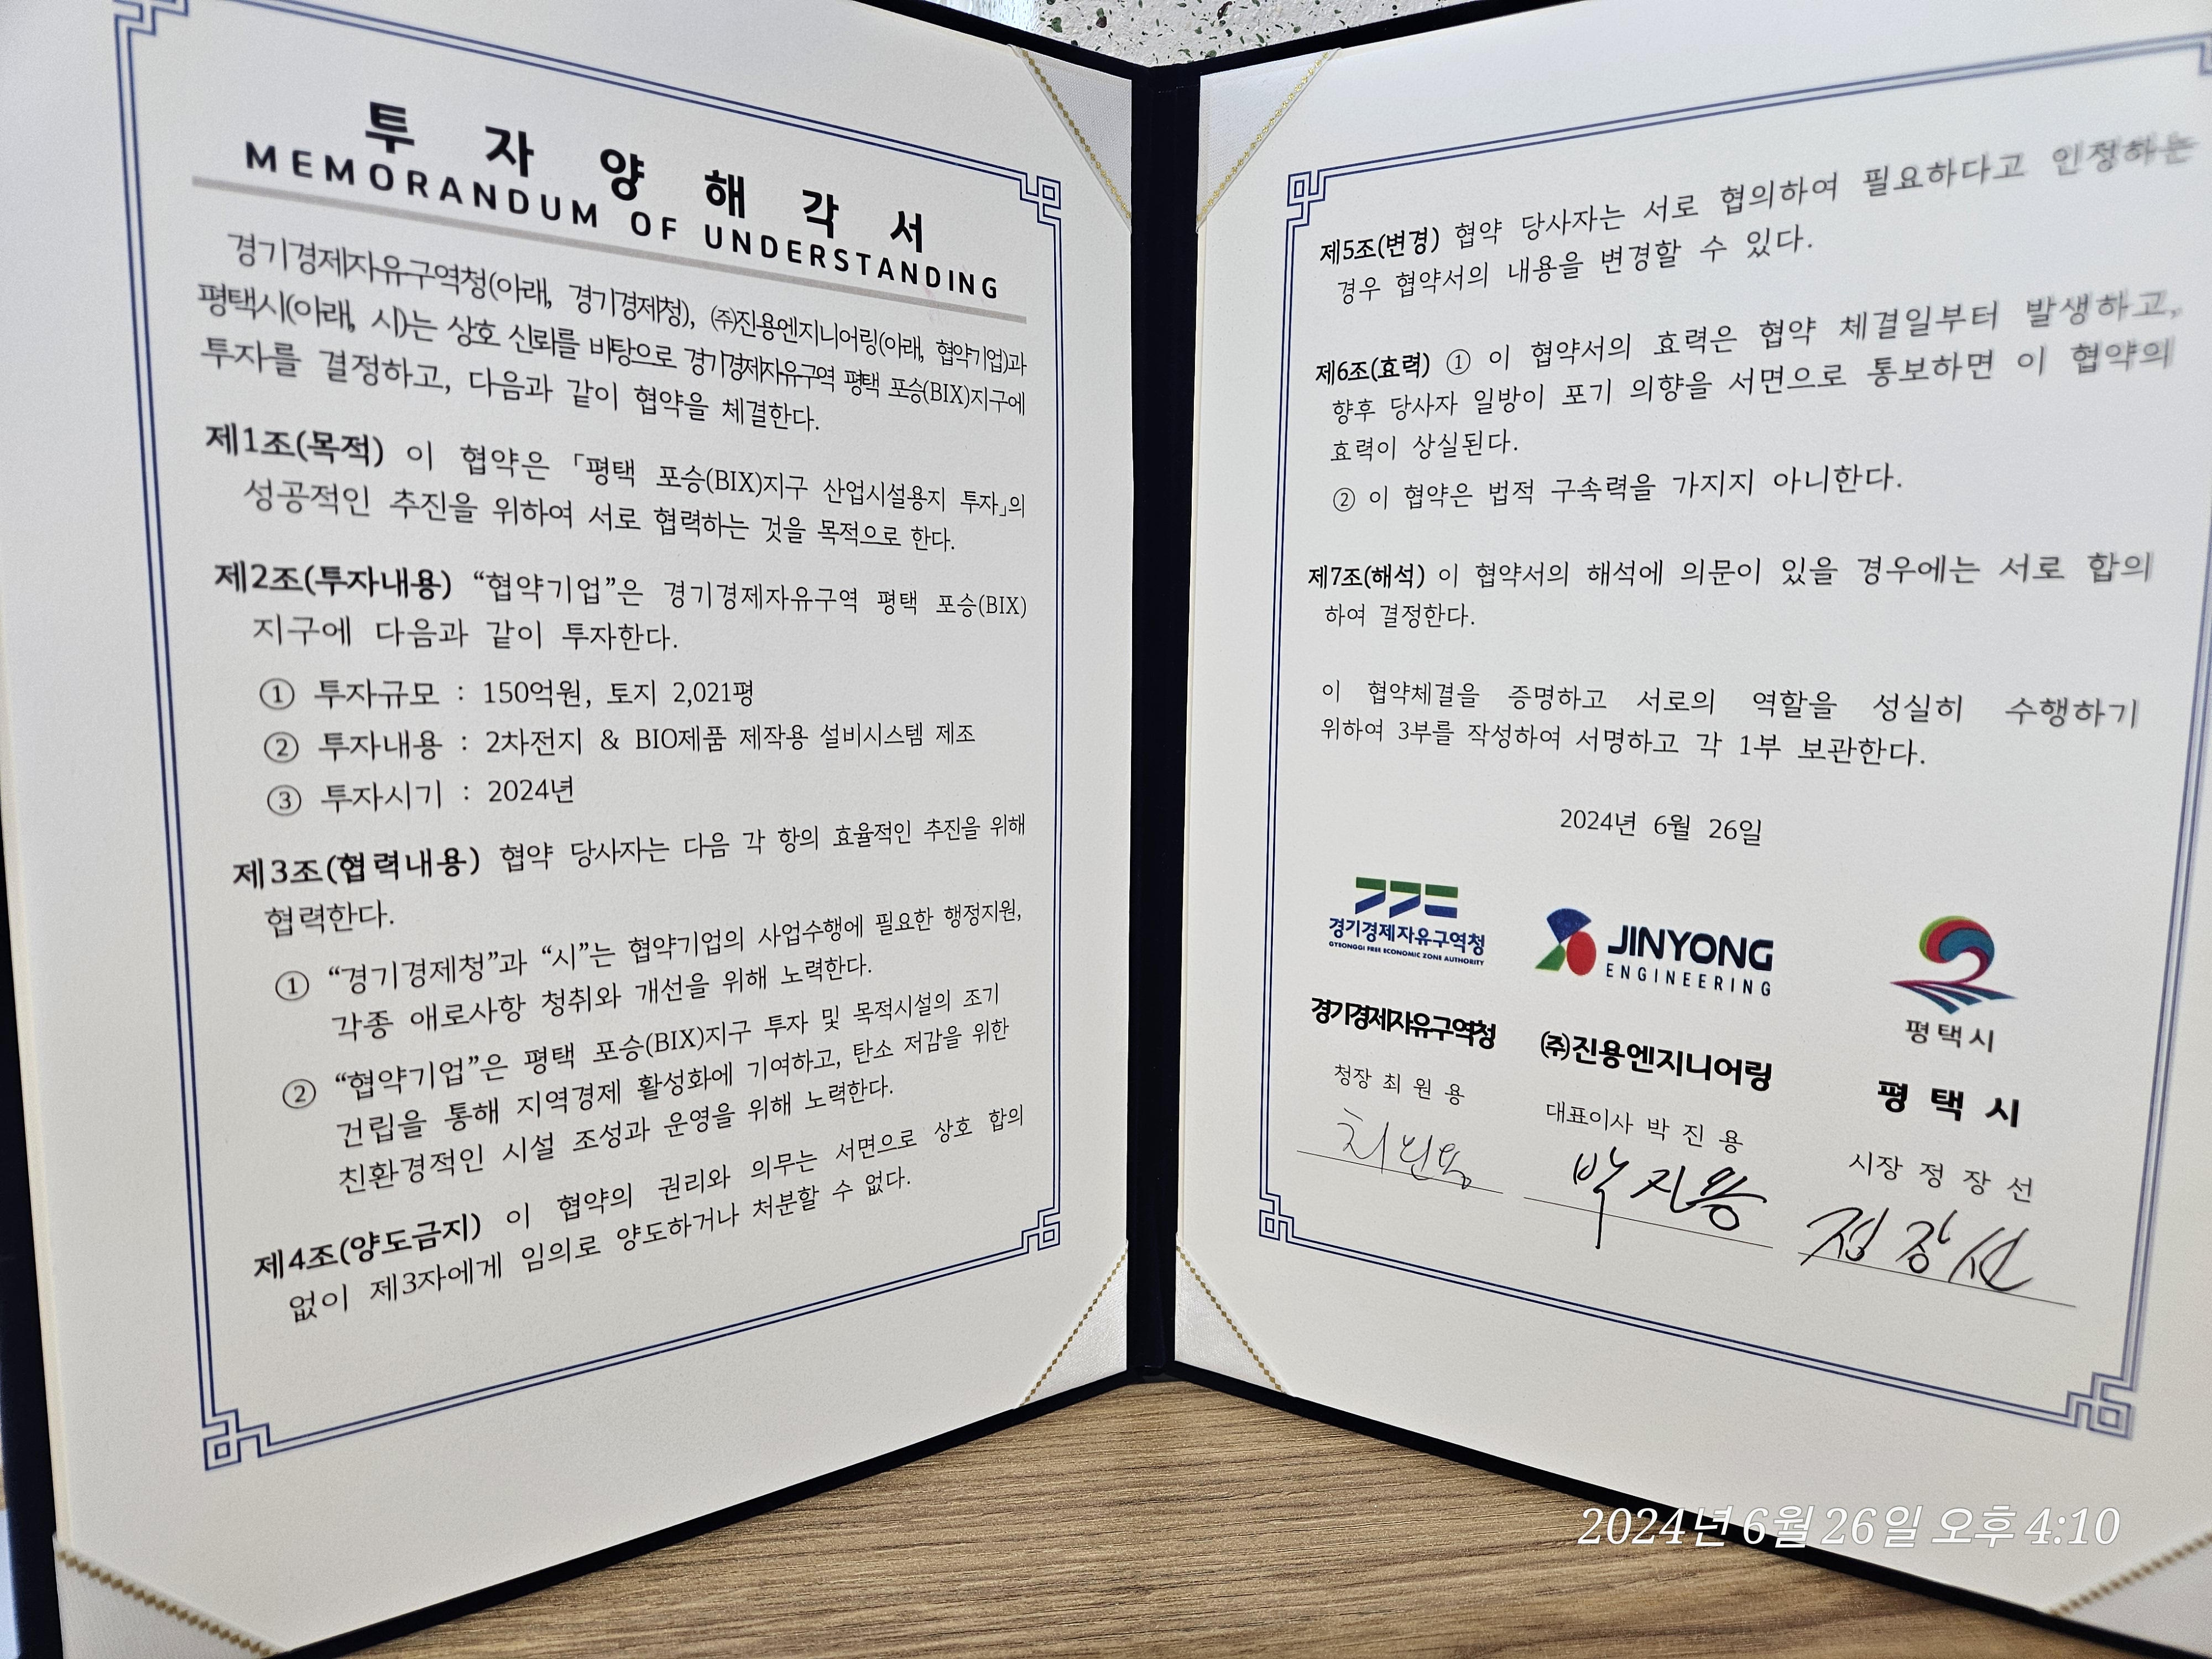 투 자 양 해 각 서
MEMORANDUM OF UNDERSTANDING
경기경제자유구역청(아래, 경기경제청), ㈜진용엔지니어링(아래, 협약기업)과
평택시(아래, 시)는 상호 신뢰를 바탕으로 경기경제자유구역 평택 포승(BIX)지구에
투자를 결정하고, 다음과 같이 협약을 체결한다.
제1조(목적) 이 협약은 「평택 포승(BIX)지구 산업시설용지 투자」의
성공적인 추진을 위하여 서로 협력하는 것을 목적으로 한다.
제2조(투자내용) “협약기업”은 경기경제자유구역 평택 포승(BIX)
지구에 다음과 같이 투자한다.
① 투자규모 : 150억원, 토지 2,021평
② 투자내용 : 2차전지 & BIO제품 제작용 설비시스템 제조
③ 투자시기 : 2024년
제3조(협력내용) 협약 당사자는 다음 각 항의 효율적인 추진을 위해
협력한다.
① “경기경제청”과 “시”는 협약기업의 사업수행에 필요한 행정지원,
각종 애로사항 청취와 개선을 위해 노력한다.
② “협약기업”은 평택 포승(BIX)지구 투자 및 목적시설의 조기
건립을 통해 지역경제 활성화에 기여하고, 탄소 저감을 위한
친환경적인 시설 조성과 운영을 위해 노력한다.
제4조(양도금지) 이 협약의 권리와 의무는 서면으로 상호 합의
없이 제3자에게 임의로 양도하거나 처분할 수 없다.
제5조(변경) 협약 당사자는 서로 협의하여 필요하다고 인정하는
경우 협약서의 내용을 변경할 수 있다.
제6조(효력) ① 이 협약서의 효력은 협약 체결일부터 발생하고,
향후 당사자 일방이 포기 의향을 서면으로 통보하면 이 협약의
효력이 상실된다.
② 이 협약은 법적 구속력을 가지지 아니한다.
제7조(해석) 이 협약서의 해석에 의문이 있을 경우에는 서로 합의
하여 결정한다.
이 협약체결을 증명하고 서로의 역할을 성실히 수행하기
위하여 3부를 작성하여 서명하고 각 1부 보관한다.
2024년 6월 26일
경기경제자유구역청
GYEONGGI FREE ECONOMIC ZONE AUTHORITY
JINYONG
ENGINEERING
평택시
경기경제자유구역청
㈜진용엔지니어링
평 택 시
청장 최 원 용
대표이사 박 진 용
시장 정 장 선
최원용
박진용
정장선
2024년 6월 26일 오후 4:10